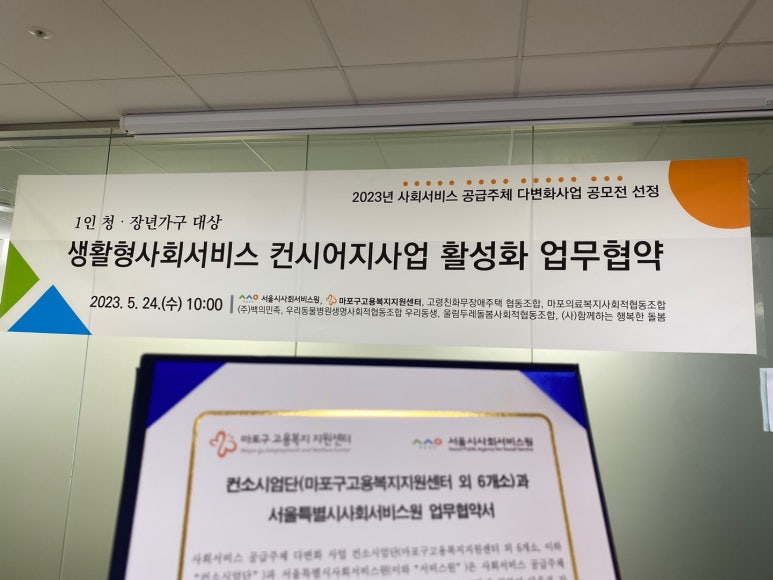 2023년 사회서비스 공급주체 다변화사업 공모전 선정
1인 청·장년가구 대상
생활형사회서비스 컨시어지사업 활성화 업무협약
2023. 5. 24.(수) 10:00
서울시사회서비스원, 마포구고용복지지원센터, 고령친화무장애주택 협동조합, 마포의료복지사회적협동조합
(주)백의민족, 우리동물병원생명사회적협동조합 우리동생, 울림두레돌봄사회적협동조합, (사)함께하는 행복한 돌봄
마포구 고용복지 지원센터
Mapo-gu Employment and Welfare Center
서울시사회서비스원
Seoul Public Agency for Social Service
컨소시엄단(마포구고용복지지원센터 외 6개소)과
서울특별시사회서비스원 업무협약서
사회서비스 공급주체 다변화 사업 컨소시엄단(마포구고용복지지원센터 외 6개소, 이하
"컨소시엄단")과 서울특별시사회서비스원(이하 "서비스원")은 사회서비스 공급주체